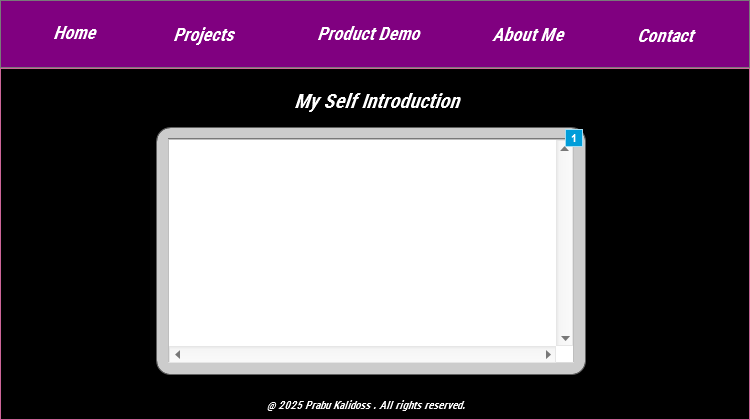 Home Projects Product Demo About Me Contact
My Self Introduction
1
@ 2025 Prabu Kalidoss . All rights reserved.